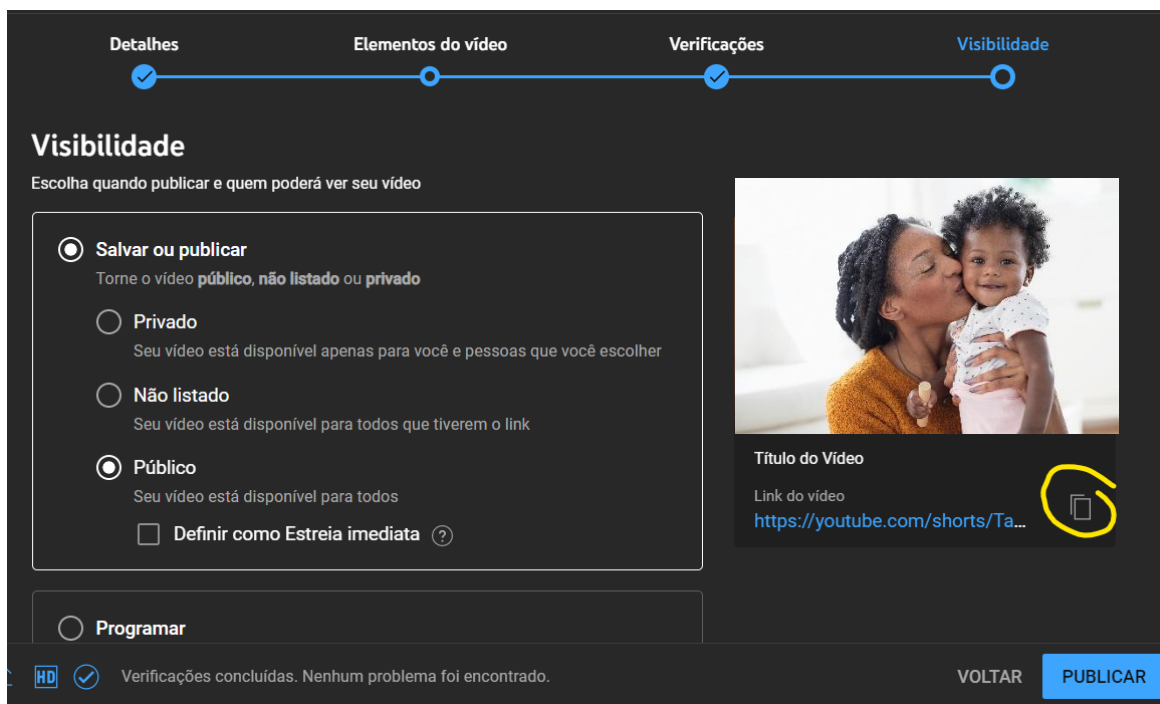 Detalhes
Elementos do vídeo
Verificações
Visibilidade
Visibilidade
Escolha quando publicar e quem poderá ver seu vídeo
Salvar ou publicar
Torne o vídeo público, não listado ou privado
Privado
Seu vídeo está disponível apenas para você e pessoas que você escolher
Não listado
Seu vídeo está disponível para todos que tiverem o link
Público
Seu vídeo está disponível para todos
Definir como Estreia imediata ?
Programar
Título do Vídeo
Link do vídeo
https://youtube.com/shorts/Ta...
HD
Verificações concluídas. Nenhum problema foi encontrado.
VOLTAR
PUBLICAR